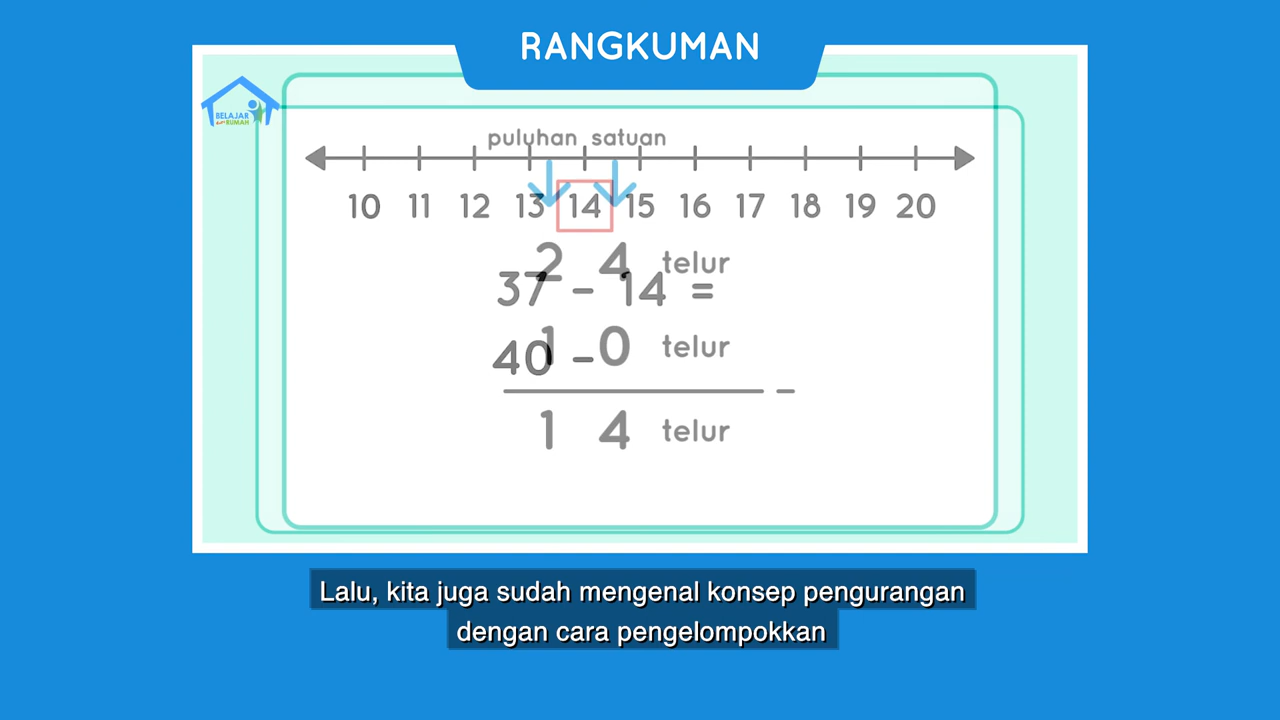 RANGKUMAN
BELAJAR
dari RUMAH
puluhan satuan
10 11 12 13 14 15 16 17 18 19 20
2 4 telur
37 – 14 =
1 0 telur
40 –
–
1 4 telur
Lalu, kita juga sudah mengenal konsep pengurangan
dengan cara pengelompokkan